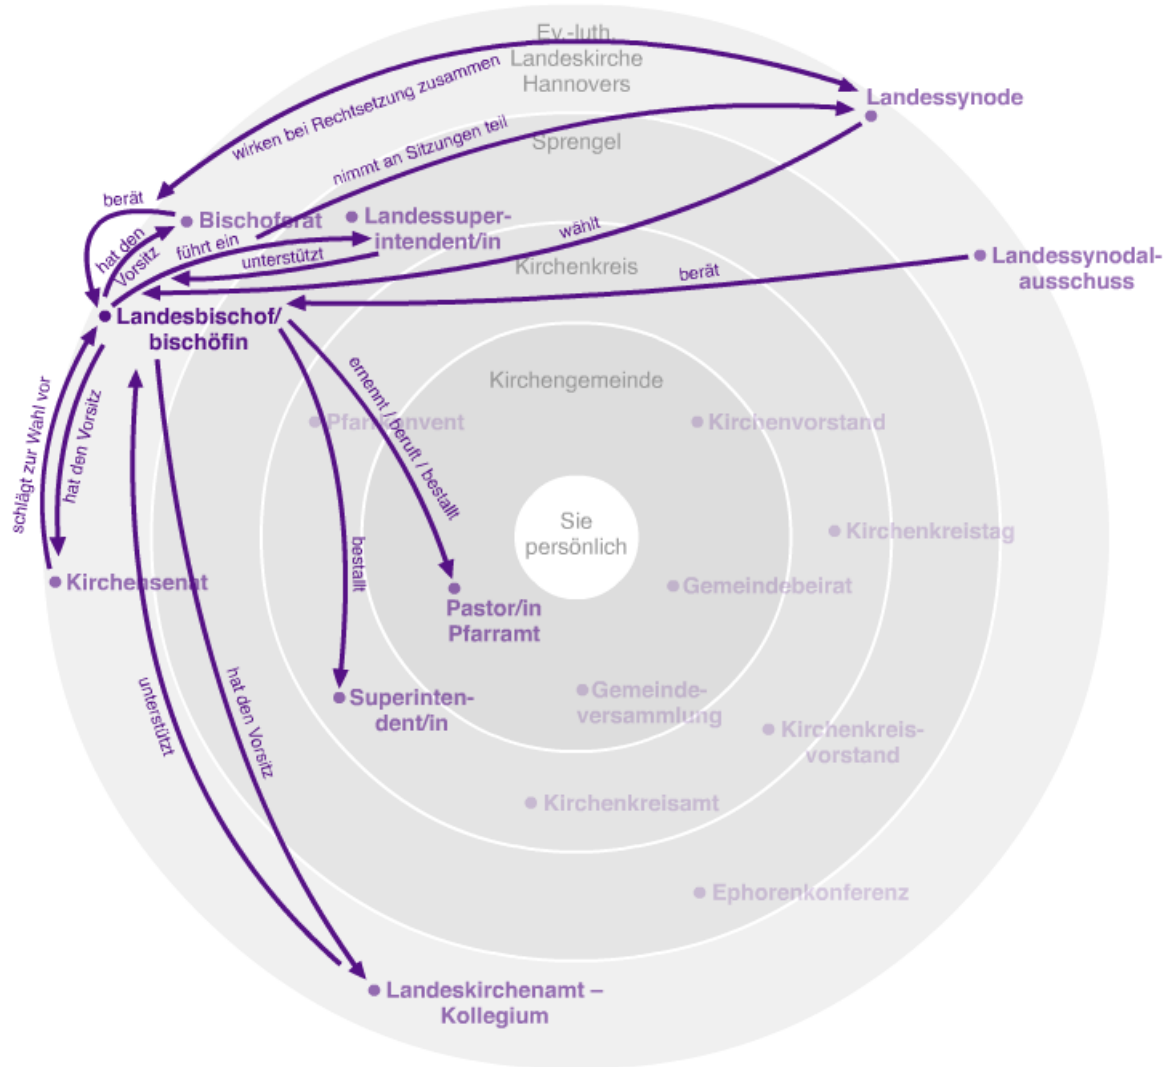 Ev.-luth.
Landeskirche
Hannovers
wirken bei Rechtsetzung zusammen
Landessynode
nimmt an Sitzungen teil
Sprengel
berät
Bischofsrat
Landessuper-
intendent/in
hat den
Vorsitz
führt ein
unterstützt
wählt
Kirchenkreis
berät
Landessynodal-
ausschuss
Landesbischof/
bischöfin
schlägt zur Wahl vor
hat den Vorsitz
ernennt / beruft / bestallt
Kirchengemeinde
Pfarrkonvent
Kirchenvorstand
Sie
persönlich
Kirchenkreistag
bestallt
Kirchensenat
Pastor/in
Pfarramt
Gemeindebeirat
unterstützt
hat den Vorsitz
Superinten-
dent/in
Gemeinde-
versammlung
Kirchenkreis-
vorstand
Kirchenkreisamt
Ephorenkonferenz
Landeskirchenamt –
Kollegium